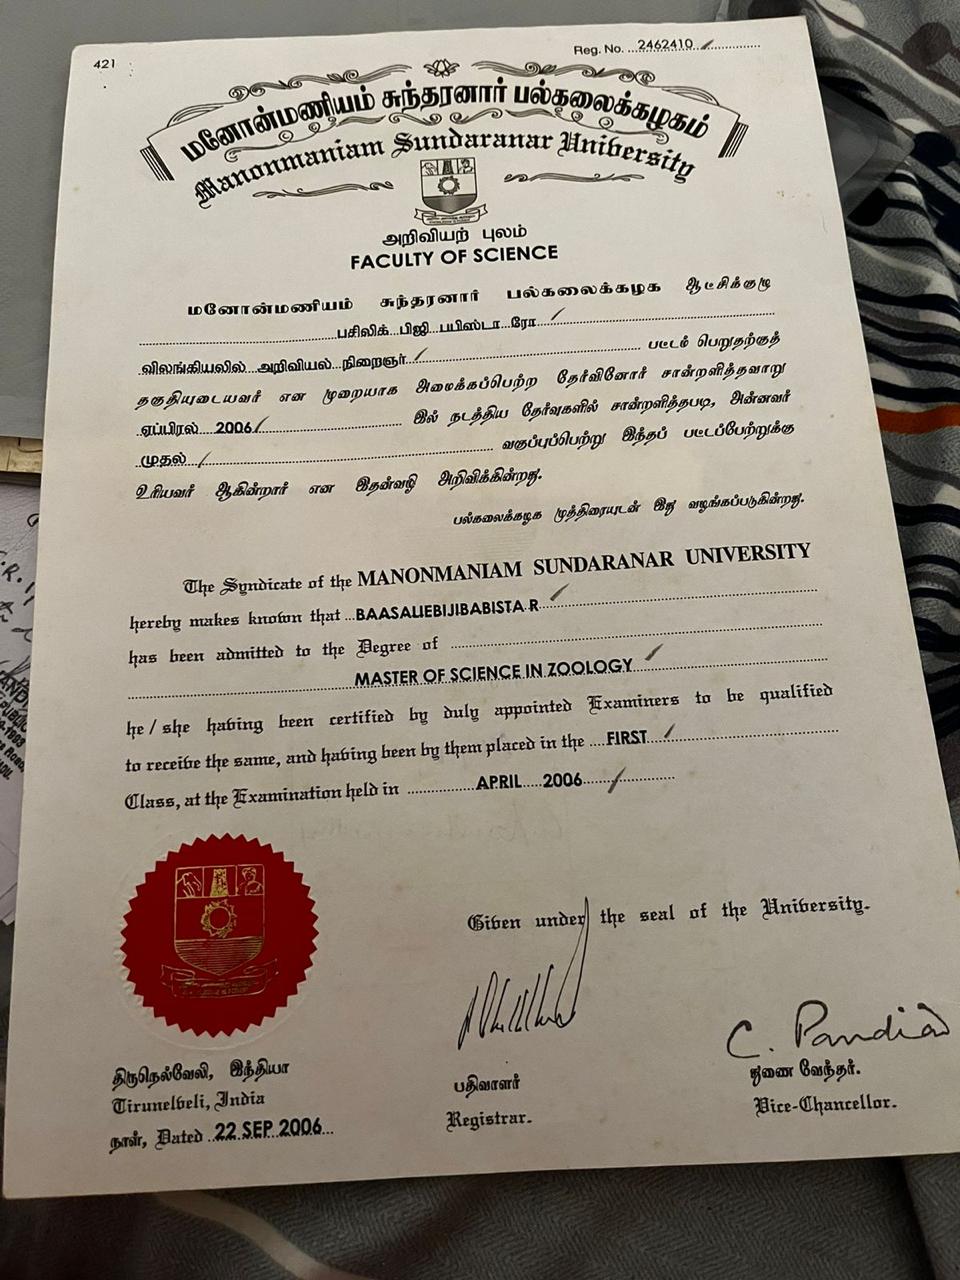 421
Reg. No. 2462410
மனோன்மணியம் சுந்தரனார் பல்கலைக்கழகம்
Manonmaniam Sundaranar University
அறிவியற் புலம்
FACULTY OF SCIENCE
மனோன்மணியம் சுந்தரனார் பல்கலைக்கழக ஆட்சிக்குழு
பசிலிக் பிஜி பயிஸ்டா ரோ
விலங்கியலில் அறிவியல் நிறைஞர் பட்டம் பெறுதற்குத்
தகுதியுடையவர் என முறையாக அமைக்கப்பெற்ற தேர்வினோர் சான்றளித்தவாறு
ஏப்பிரல் 2006 இல் நடத்திய தேர்வுகளில் சான்றளித்தபடி, அன்னவர்
முதல் வகுப்புப்பெற்று இந்தப் பட்டப்பேற்றுக்கு
உரியவர் ஆகின்றார் என இதன்வழி அறிவிக்கின்றது.
பல்கலைக்கழக முத்திரையுடன் இது வழங்கப்படுகின்றது.
The Syndicate of the MANONMANIAM SUNDARANAR UNIVERSITY
hereby makes known that BAASALIEBIJIBABISTA R
has been admitted to the Degree of
MASTER OF SCIENCE IN ZOOLOGY
he / she having been certified by duly appointed Examiners to be qualified
to receive the same, and having been by them placed in the FIRST
Class, at the Examination held in APRIL 2006
Given under the seal of the University.
C. Pandian
திருநெல்வேலி, இந்தியா
Tirunelveli, India
நாள், Dated 22 SEP 2006
பதிவாளர்
Registrar.
துணை வேந்தர்.
Vice-Chancellor.